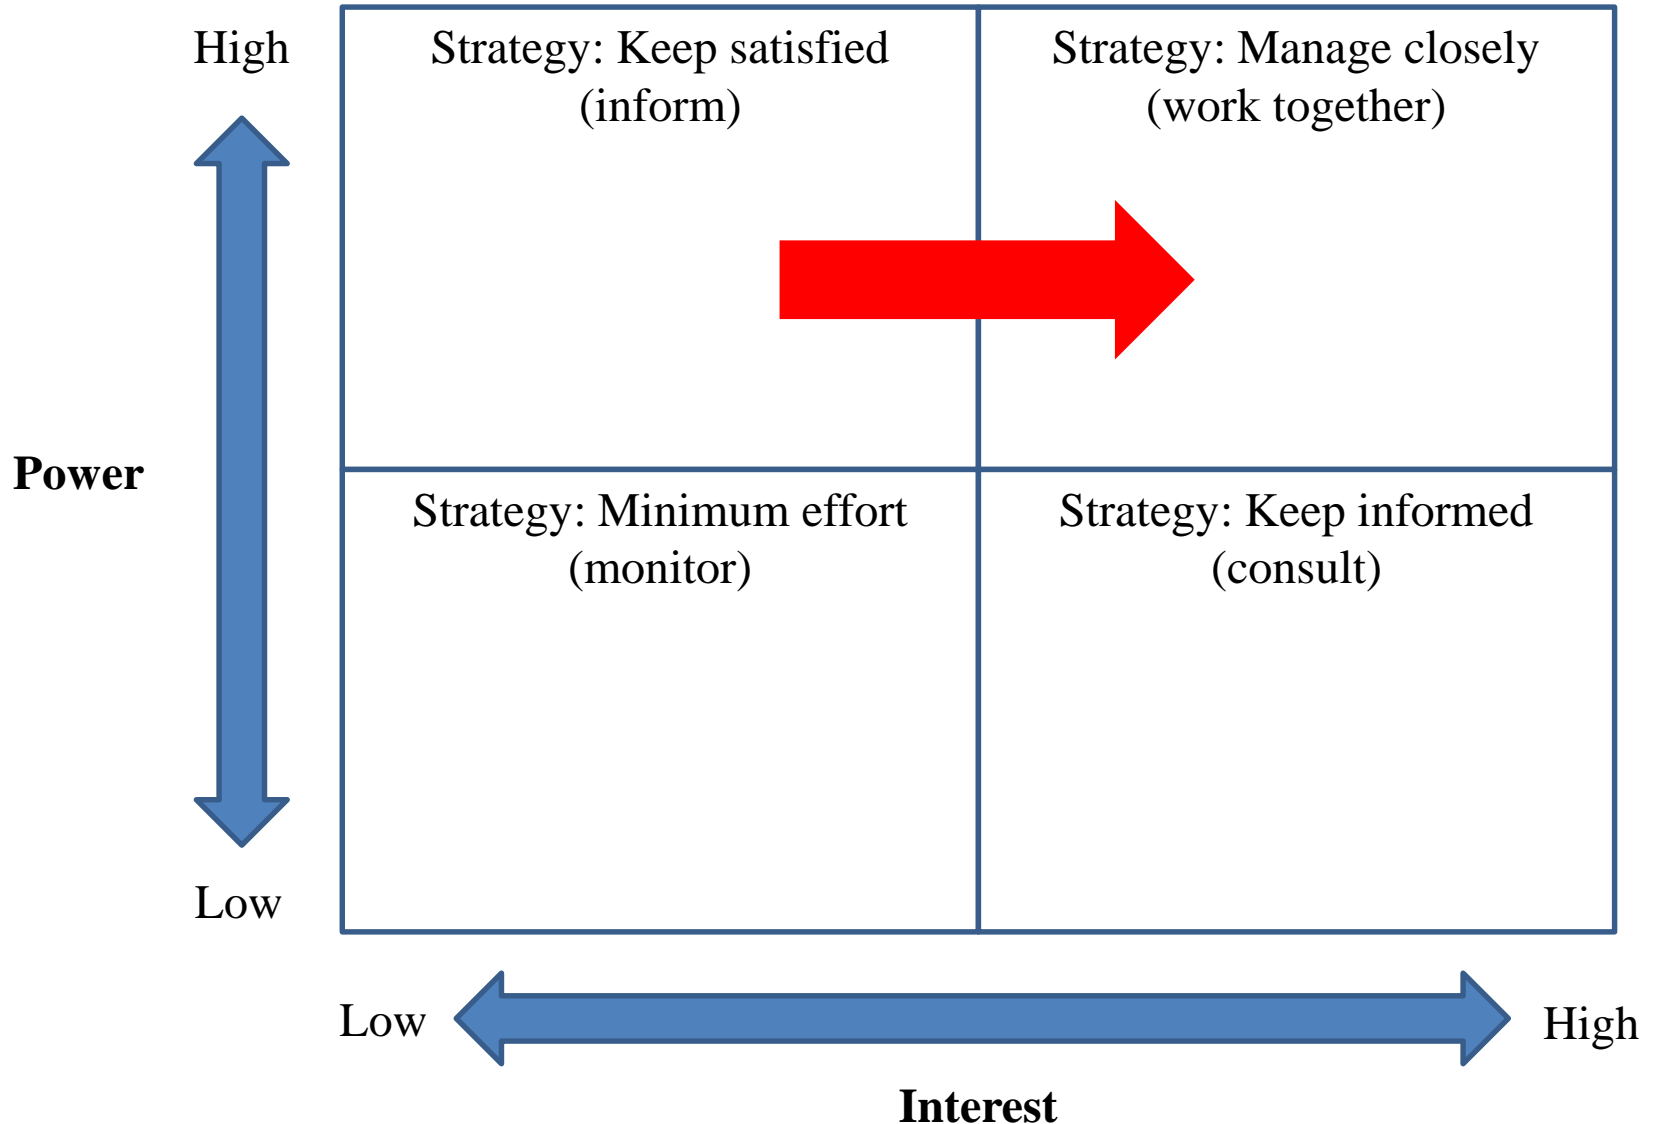 High
Strategy: Keep satisfied
(inform)
Strategy: Manage closely
(work together)
Power
Strategy: Minimum effort
(monitor)
Strategy: Keep informed
(consult)
Low
Low
High
Interest